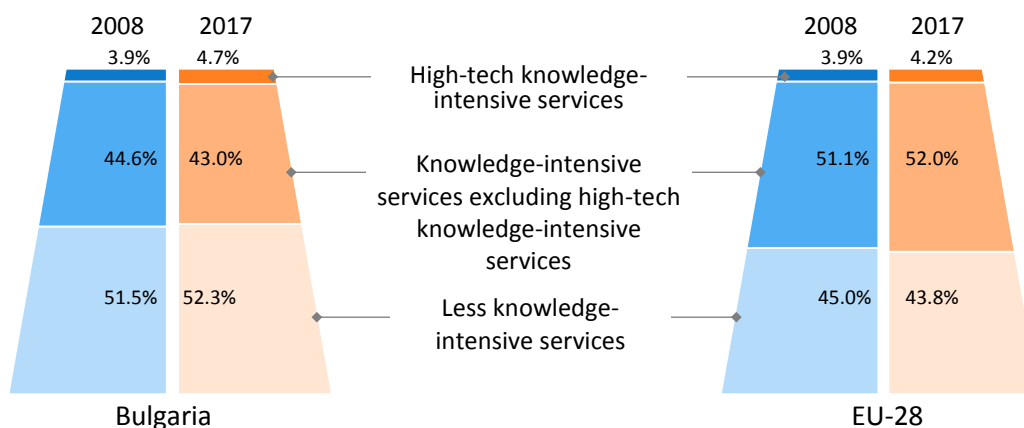 2008 2017 2008 2017
3.9% 4.7% 3.9% 4.2%
High-tech knowledge-
intensive services
44.6% 43.0% 51.1% 52.0%
Knowledge-intensive
services excluding high-tech
knowledge-intensive
services
51.5% 52.3% 45.0% 43.8%
Less knowledge-
intensive services
Bulgaria EU-28